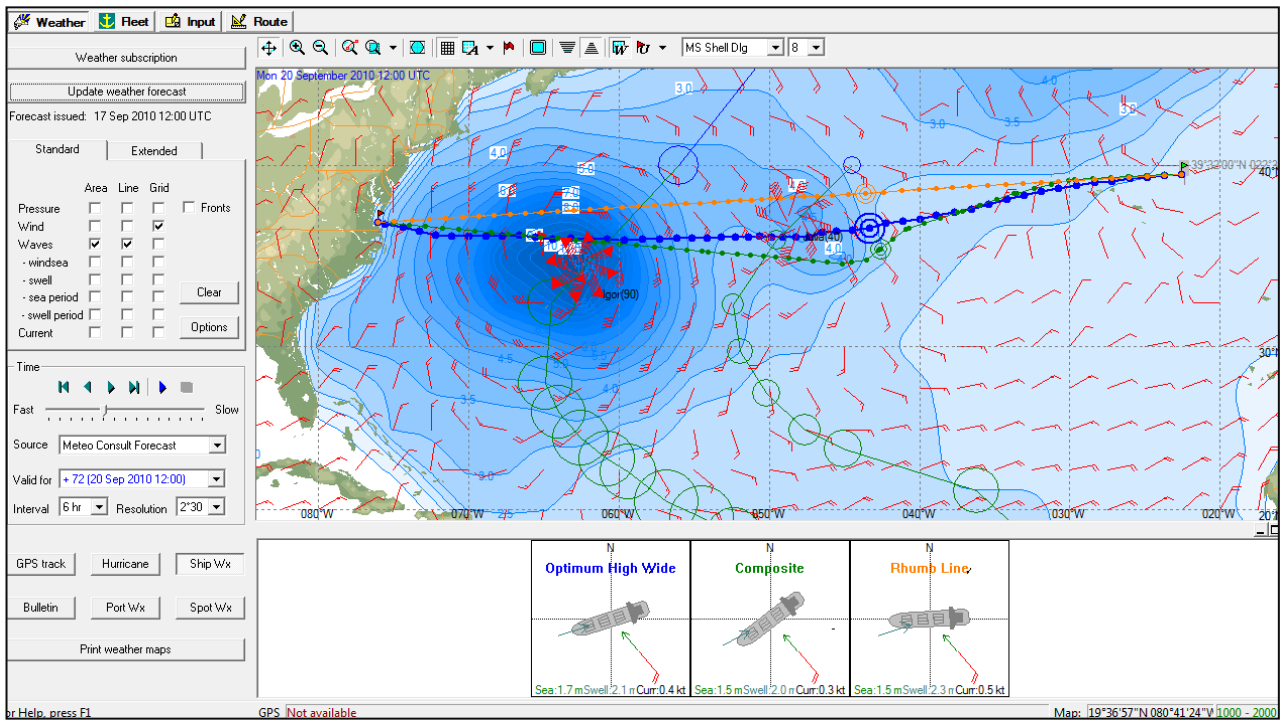 Weather Fleet Input Route
Weather subscription
Update weather forecast
Forecast issued: 17 Sep 2010 12:00 UTC
Standard Extended
Area Line Grid
Pressure Fronts
Wind
Waves
- windsea
- swell
- sea period
- swell period
Current
Clear
Options
Time
Fast Slow
Source Meteo Consult Forecast
Valid for + 72 (20 Sep 2010 12:00)
Interval 6 hr Resolution 2°30
GPS track Hurricane Ship Wx
Bulletin Port Wx Spot Wx
Print weather maps
or Help, press F1
MS Shell Dlg 8
Mon 20 September 2010 12:00 UTC
3.0 4.0
3.0 3.5
4.0
39°32'00"N 022°
40°
4.0
Igor(90)
30°
4.5
4.0
3.5
3.0
2.5
080°W 070°W 060°W 050°W 040°W 030°W 020°W 20°
N N N
Optimum High Wide Composite Rhumb Line
Sea:1.7 m Swell:2.1 m Curr:0.4 kt Sea:1.5 m Swell:2.0 m Curr:0.3 kt Sea:1.5 m Swell:2.3 m Curr:0.5 kt
GPS Not available Map: 19°36'57"N 080°41'24"W 1000 - 2000